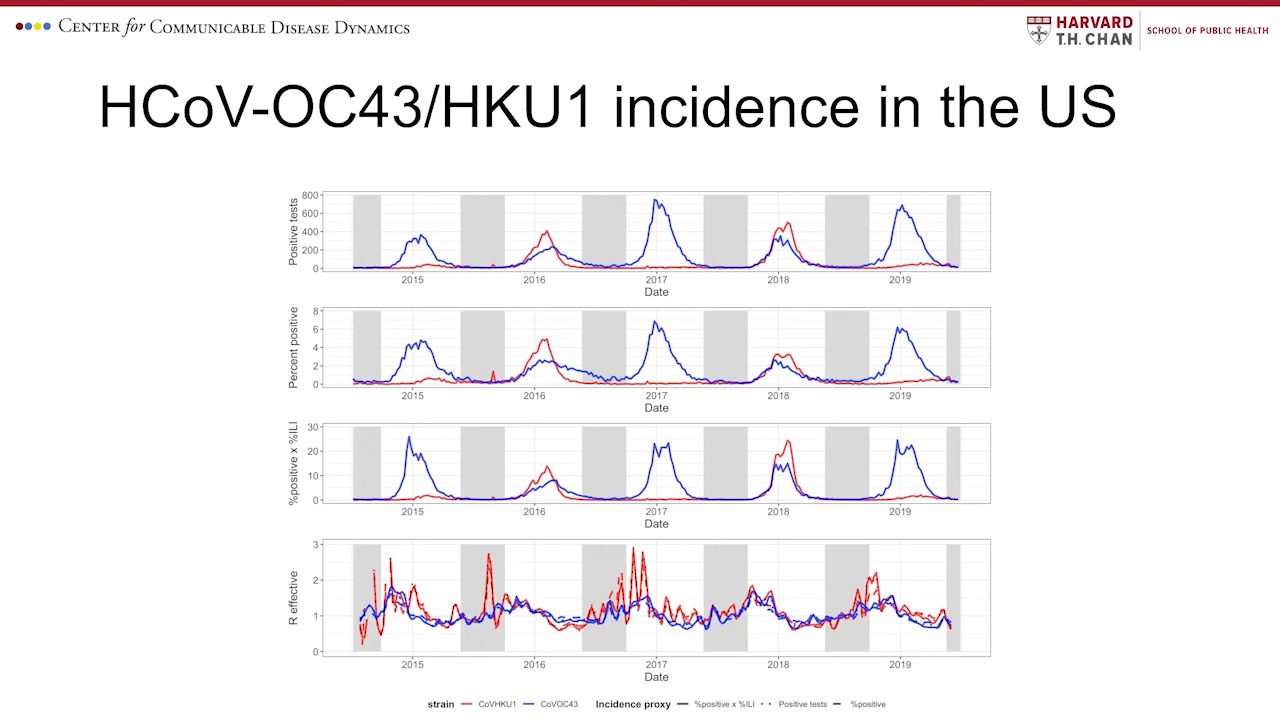 CENTER for COMMUNICABLE DISEASE DYNAMICS
HARVARD
T.H. CHAN
SCHOOL OF PUBLIC HEALTH
HCoV-OC43/HKU1 incidence in the US
Positive tests
800
600
400
200
0
2015 2016 2017 2018 2019
Date
Percent positive
8
6
4
2
0
2015 2016 2017 2018 2019
Date
%positive x %ILI
30
20
10
0
2015 2016 2017 2018 2019
Date
R effective
3
2
1
0
2015 2016 2017 2018 2019
Date
strain CoVHKU1 CoVOC43 Incidence proxy %positive x %ILI Positive tests %positive